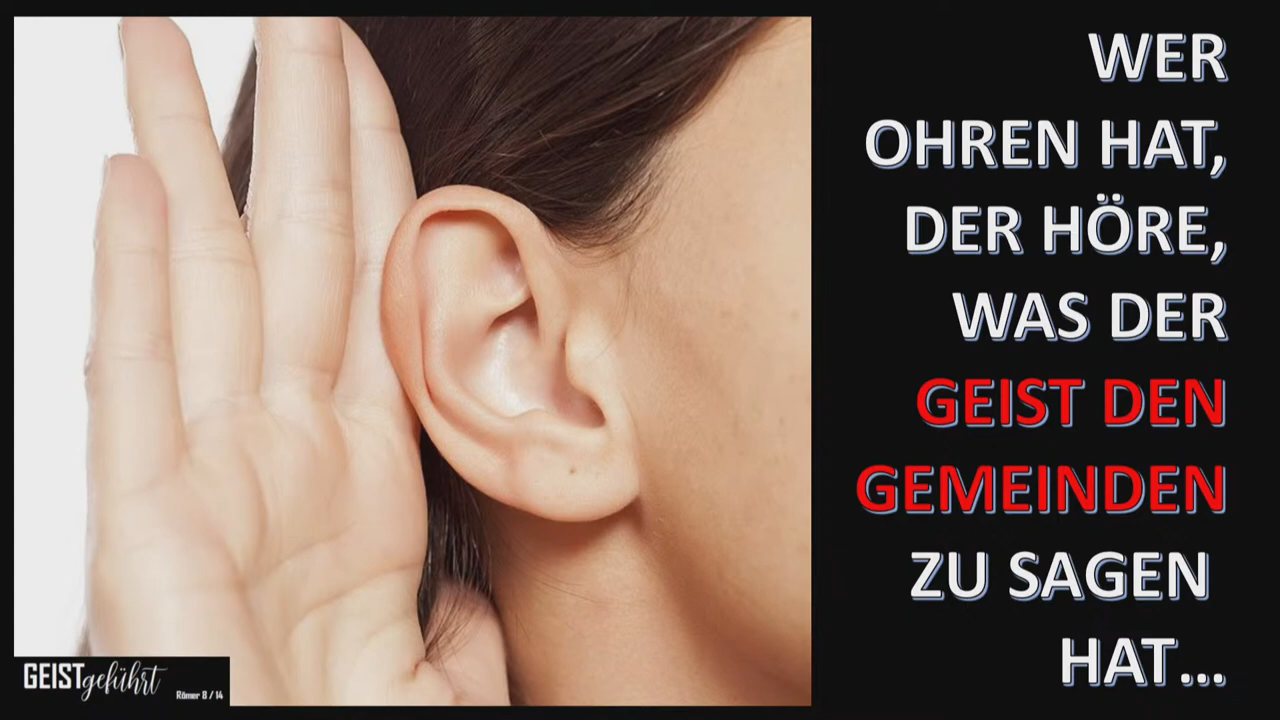 WER
OHREN HAT,
DER HÖRE,
WAS DER
GEIST DEN
GEMEINDEN
ZU SAGEN
HAT...
GEISTgeführt
Römer 8 / 14